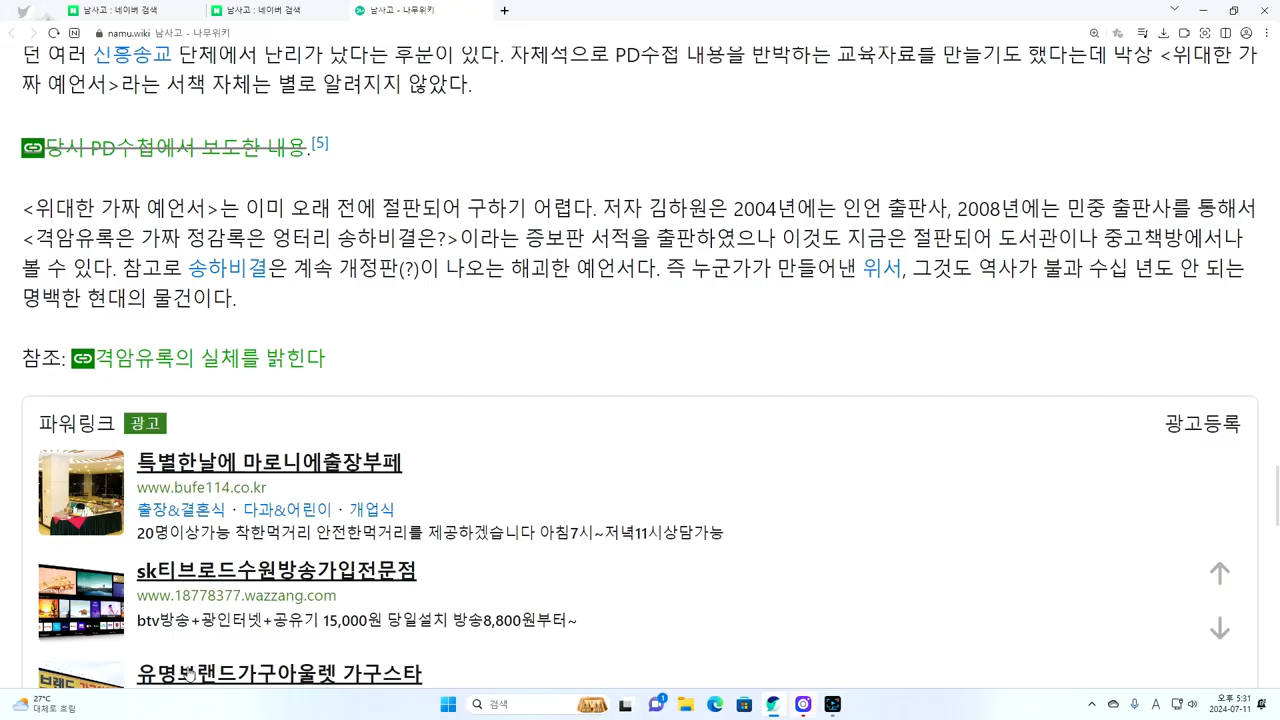 남사고 : 네이버 검색
남사고 : 네이버 검색
남사고 - 나무위키
namu.wiki 남사고 - 나무위키
던 여러 신흥종교 단체에서 난리가 났다는 후문이 있다. 자체적으로 PD수첩 내용을 반박하는 교육자료를 만들기도 했다는데 막상 <위대한 가
짜 예언서>라는 서책 자체는 별로 알려지지 않았다.
당시 PD수첩에서 보도한 내용.[5]
<위대한 가짜 예언서>는 이미 오래 전에 절판되어 구하기 어렵다. 저자 김하원은 2004년에는 인언 출판사, 2008년에는 민중 출판사를 통해서
<격암유록은 가짜 정감록은 엉터리 송하비결은?>이라는 증보판 서적을 출판하였으나 이것도 지금은 절판되어 도서관이나 중고책방에서나
볼 수 있다. 참고로 송하비결은 계속 개정판(?)이 나오는 해괴한 예언서다. 즉 누군가가 만들어낸 위서, 그것도 역사가 불과 수십 년도 안 되는
명백한 현대의 물건이다.
참조: 격암유록의 실체를 밝힌다
파워링크 광고
광고등록
특별한날에 마로니에출장부페
www.bufe114.co.kr
출장&결혼식 · 다과&어린이 · 개업식
20명이상가능 착한먹거리 안전한먹거리를 제공하겠습니다 아침7시~저녁11시상담가능
sk티브로드수원방송가입전문점
www.18778377.wazzang.com
btv방송+광인터넷+공유기 15,000원 당일설치 방송8,800원부터~
유명브랜드가구아울렛 가구스타
27°C
대체로 흐림
검색
A
오후 5:31
2024-07-11